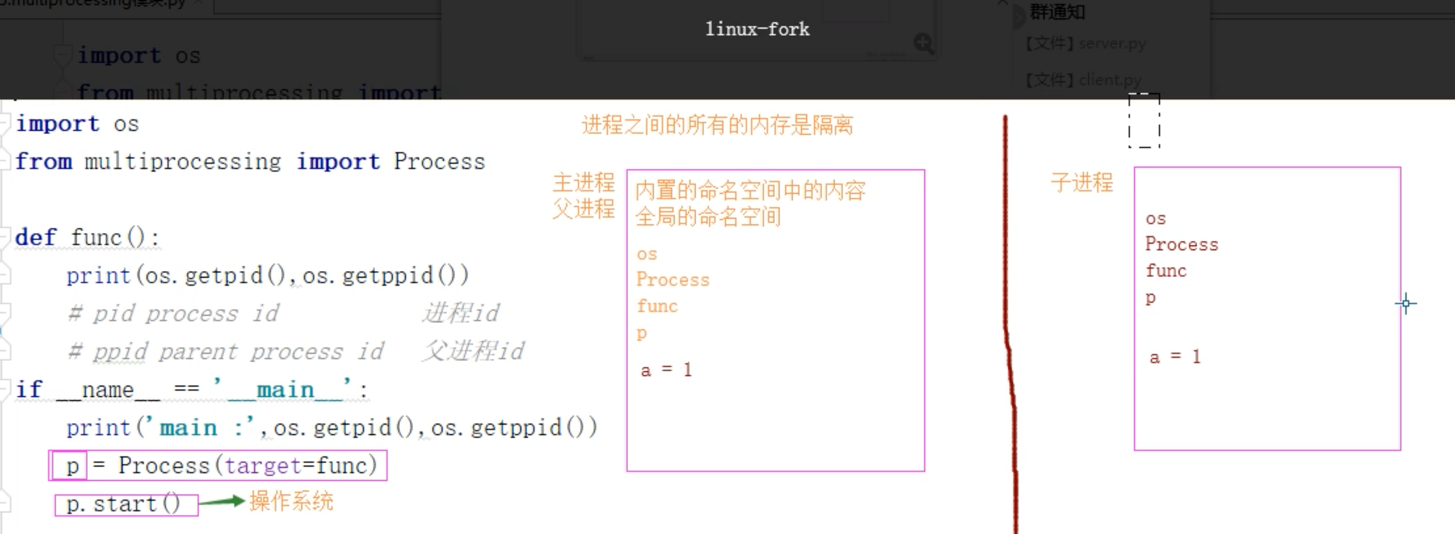 5.multiprocessing模块.py
linux-fork
群通知
【文件】server.py
【文件】client.py
import os
from multiprocessing import
import os
from multiprocessing import Process
def func():
print(os.getpid(),os.getppid())
# pid process id 进程id
# ppid parent process id 父进程id
if __name__ == '__main__':
print('main :',os.getpid(),os.getppid())
p = Process(target=func)
p.start()
操作系统
进程之间的所有的内存是隔离
主进程
父进程
内置的命名空间中的内容
全局的命名空间
os
Process
func
p
a = 1
子进程
os
Process
func
p
a = 1